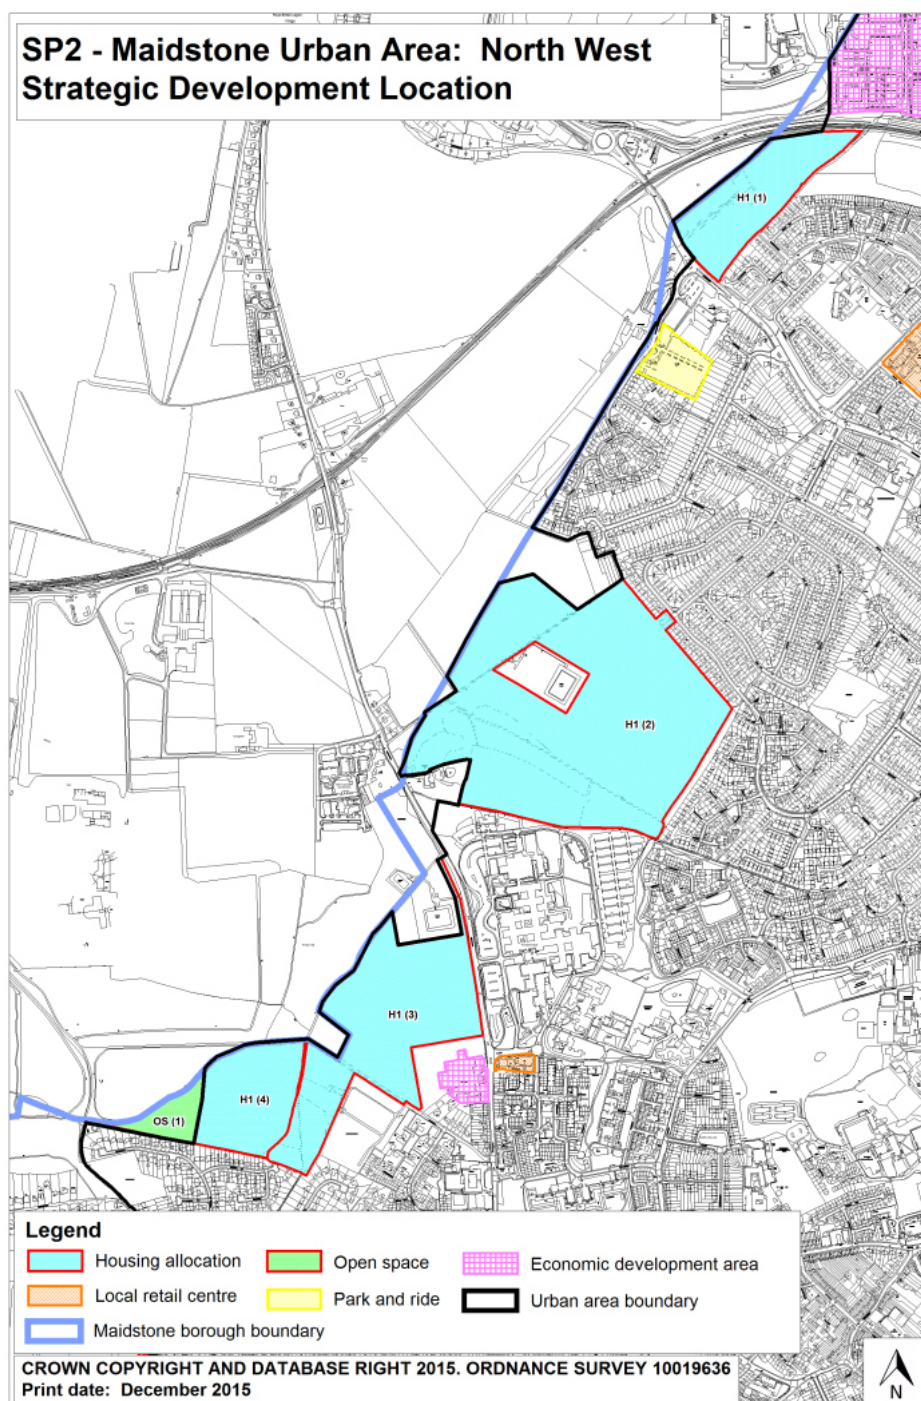 SP2 - Maidstone Urban Area: North West
Strategic Development Location
H1 (1)
H1 (2)
H1 (3)
H1 (4)
OS (1)
Legend
Housing allocation
Open space
Economic development area
Local retail centre
Park and ride
Urban area boundary
Maidstone borough boundary
CROWN COPYRIGHT AND DATABASE RIGHT 2015. ORDNANCE SURVEY 10019636
Print date: December 2015
N